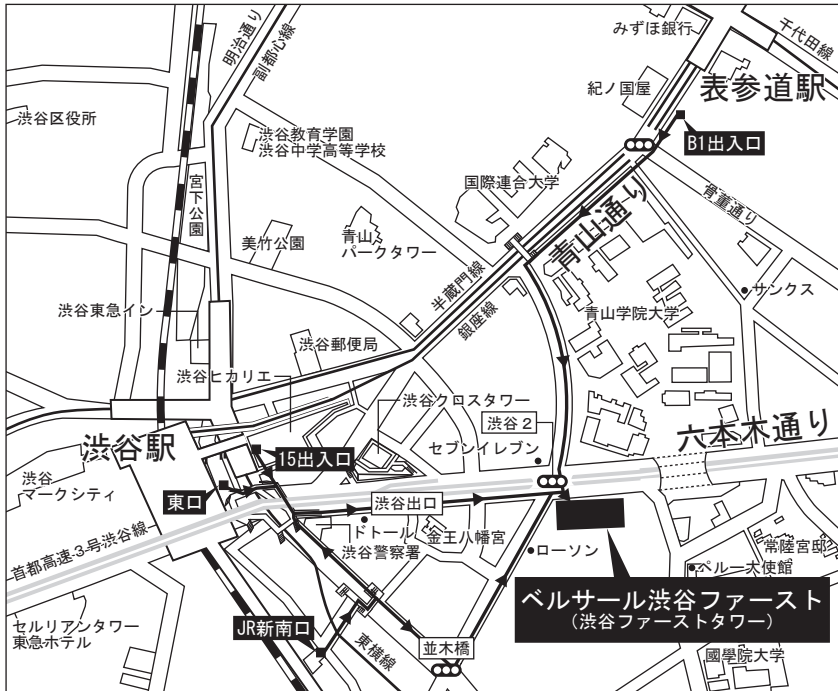 みずほ銀行
千代田線
明治通り
副都心線
紀ノ国屋
表参道駅
B1出入口
渋谷区役所
渋谷教育学園
渋谷中学高等学校
国際連合大学
骨董通り
宮下公園
美竹公園
青山
パークタワー
青山通り
半蔵門線
銀座線
サンクス
青山学院大学
渋谷東急イン
渋谷郵便局
渋谷ヒカリエ
渋谷クロスタワー
渋谷2
六本木通り
セブンイレブン
渋谷駅
15出入口
渋谷
マークシティ
東口
渋谷出口
首都高速3号渋谷線
ドトール
渋谷警察署
金王八幡宮
ローソン
常陸宮邸
ペルー大使館
ベルサール渋谷ファースト
(渋谷ファーストタワー)
セルリアンタワー
東急ホテル
JR新南口
東横線
並木橋
國學院大学